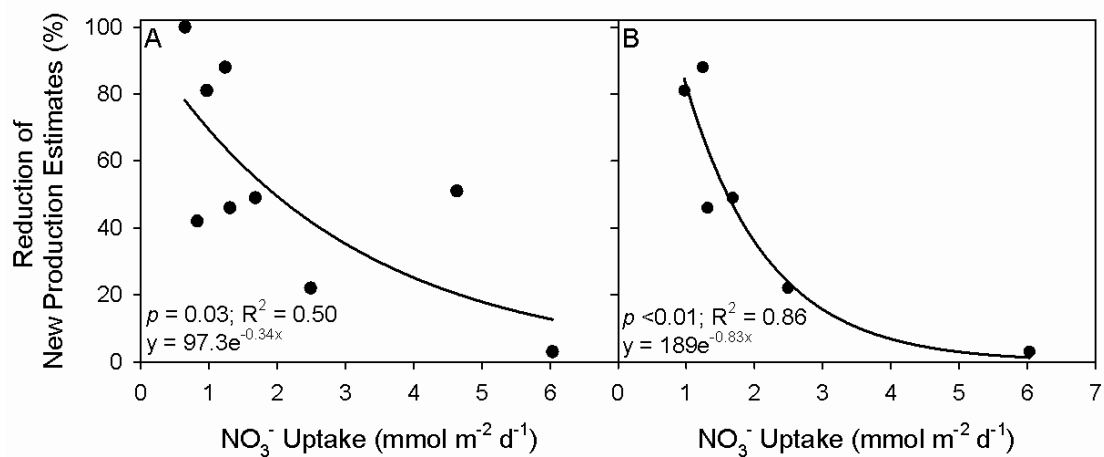 Reduction of
New Production Estimates (%)
100
80
60
40
20
0
A
p = 0.03; R² = 0.50
y = 97.3e⁻⁰·³⁴ˣ
0 1 2 3 4 5 6
NO₃⁻ Uptake (mmol m⁻² d⁻¹)
B
p <0.01; R² = 0.86
y = 189e⁻⁰·⁸³ˣ
0 1 2 3 4 5 6 7
NO₃⁻ Uptake (mmol m⁻² d⁻¹)